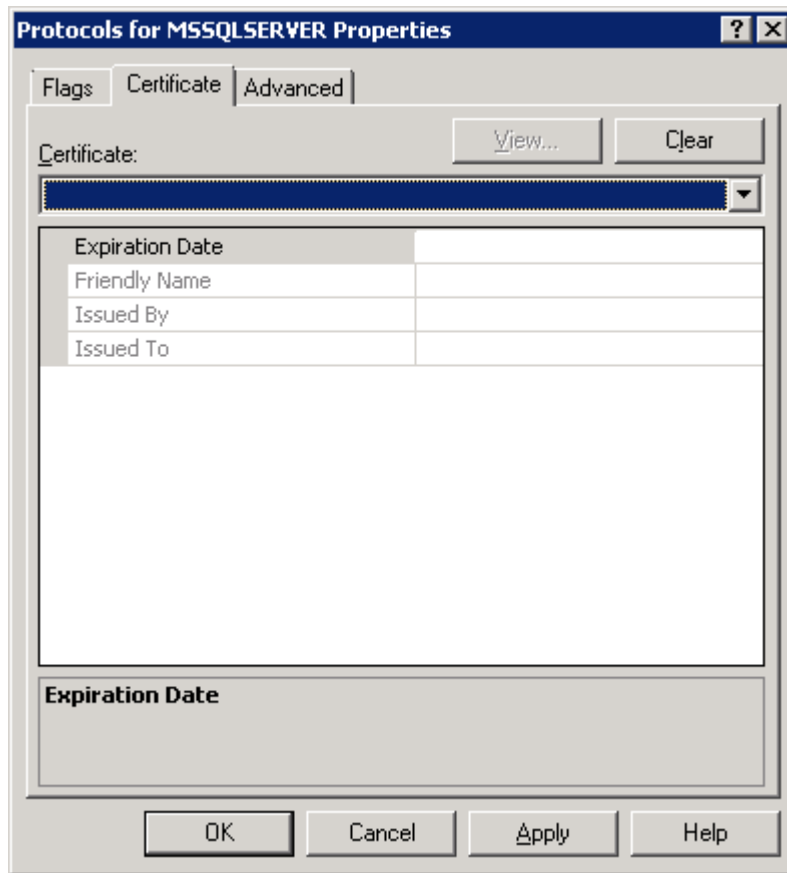 Protocols for MSSQLSERVER Properties
Flags Certificate Advanced
View... Clear
Certificate:
Expiration Date
Friendly Name
Issued By
Issued To
Expiration Date
OK Cancel Apply Help